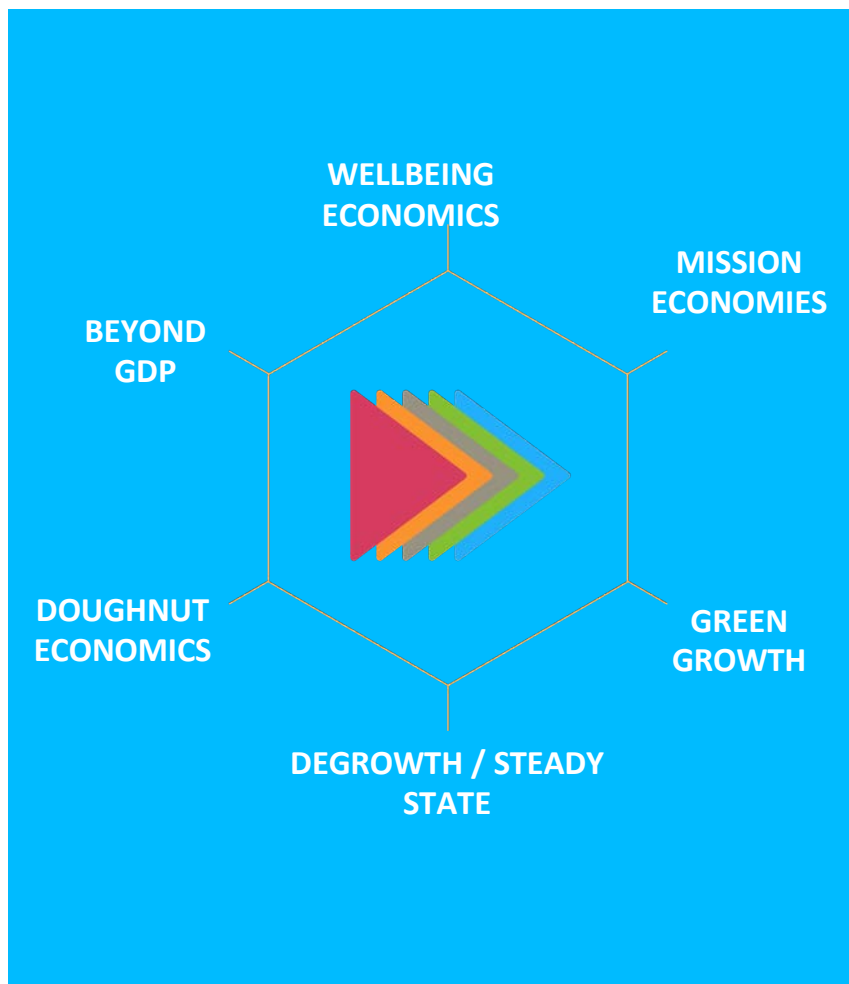 WELLBEING
ECONOMICS
MISSION
ECONOMIES
BEYOND
GDP
DOUGHNUT
ECONOMICS
GREEN
GROWTH
DEGROWTH / STEADY
STATE